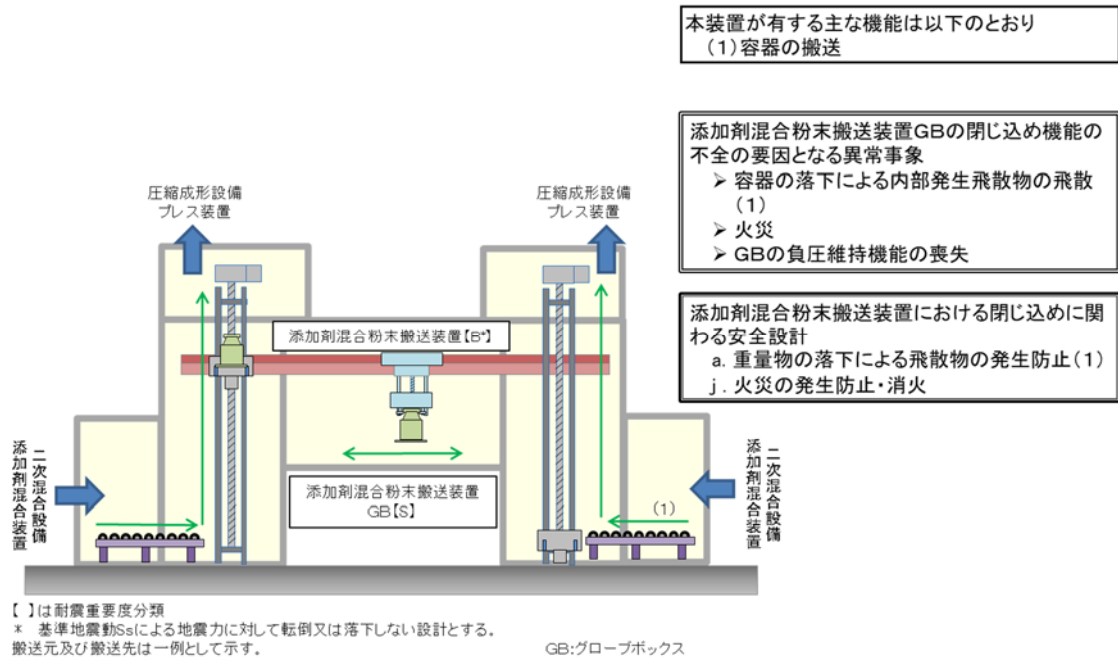 本装置が有する主な機能は以下のとおり
(1)容器の搬送
添加剤混合粉末搬送装置GBの閉じ込め機能の
不全の要因となる異常事象
➢ 容器の落下による内部発生飛散物の飛散
(1)
➢ 火災
➢ GBの負圧維持機能の喪失
添加剤混合粉末搬送装置における閉じ込めに関
わる安全設計
a. 重量物の落下による飛散物の発生防止(1)
j. 火災の発生防止・消火
圧縮成形設備
プレス装置
圧縮成形設備
プレス装置
添加剤混合粉末搬送装置【B*】
添加剤混合粉末搬送装置
GB【S】
二次混合設備
添加剤混合装置
(1)
二次混合設備
添加剤混合装置
【 】は耐震重要度分類
* 基準地震動Ssによる地震力に対して転倒又は落下しない設計とする。
搬送元及び搬送先は一例として示す。
GB:グローブボックス